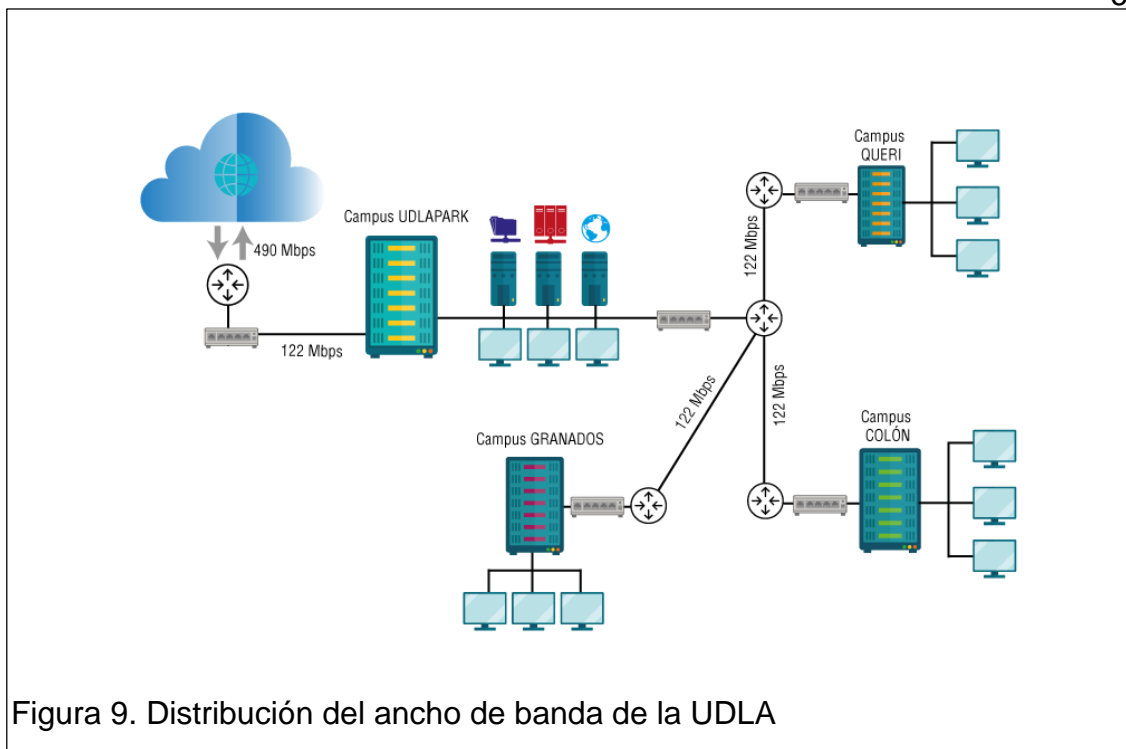 490 Mbps
Campus UDLAPARK
122 Mbps
Campus
QUERI
122 Mbps
122 Mbps
122 Mbps
Campus GRANADOS
Campus
COLÓN
Figura 9. Distribución del ancho de banda de la UDLA